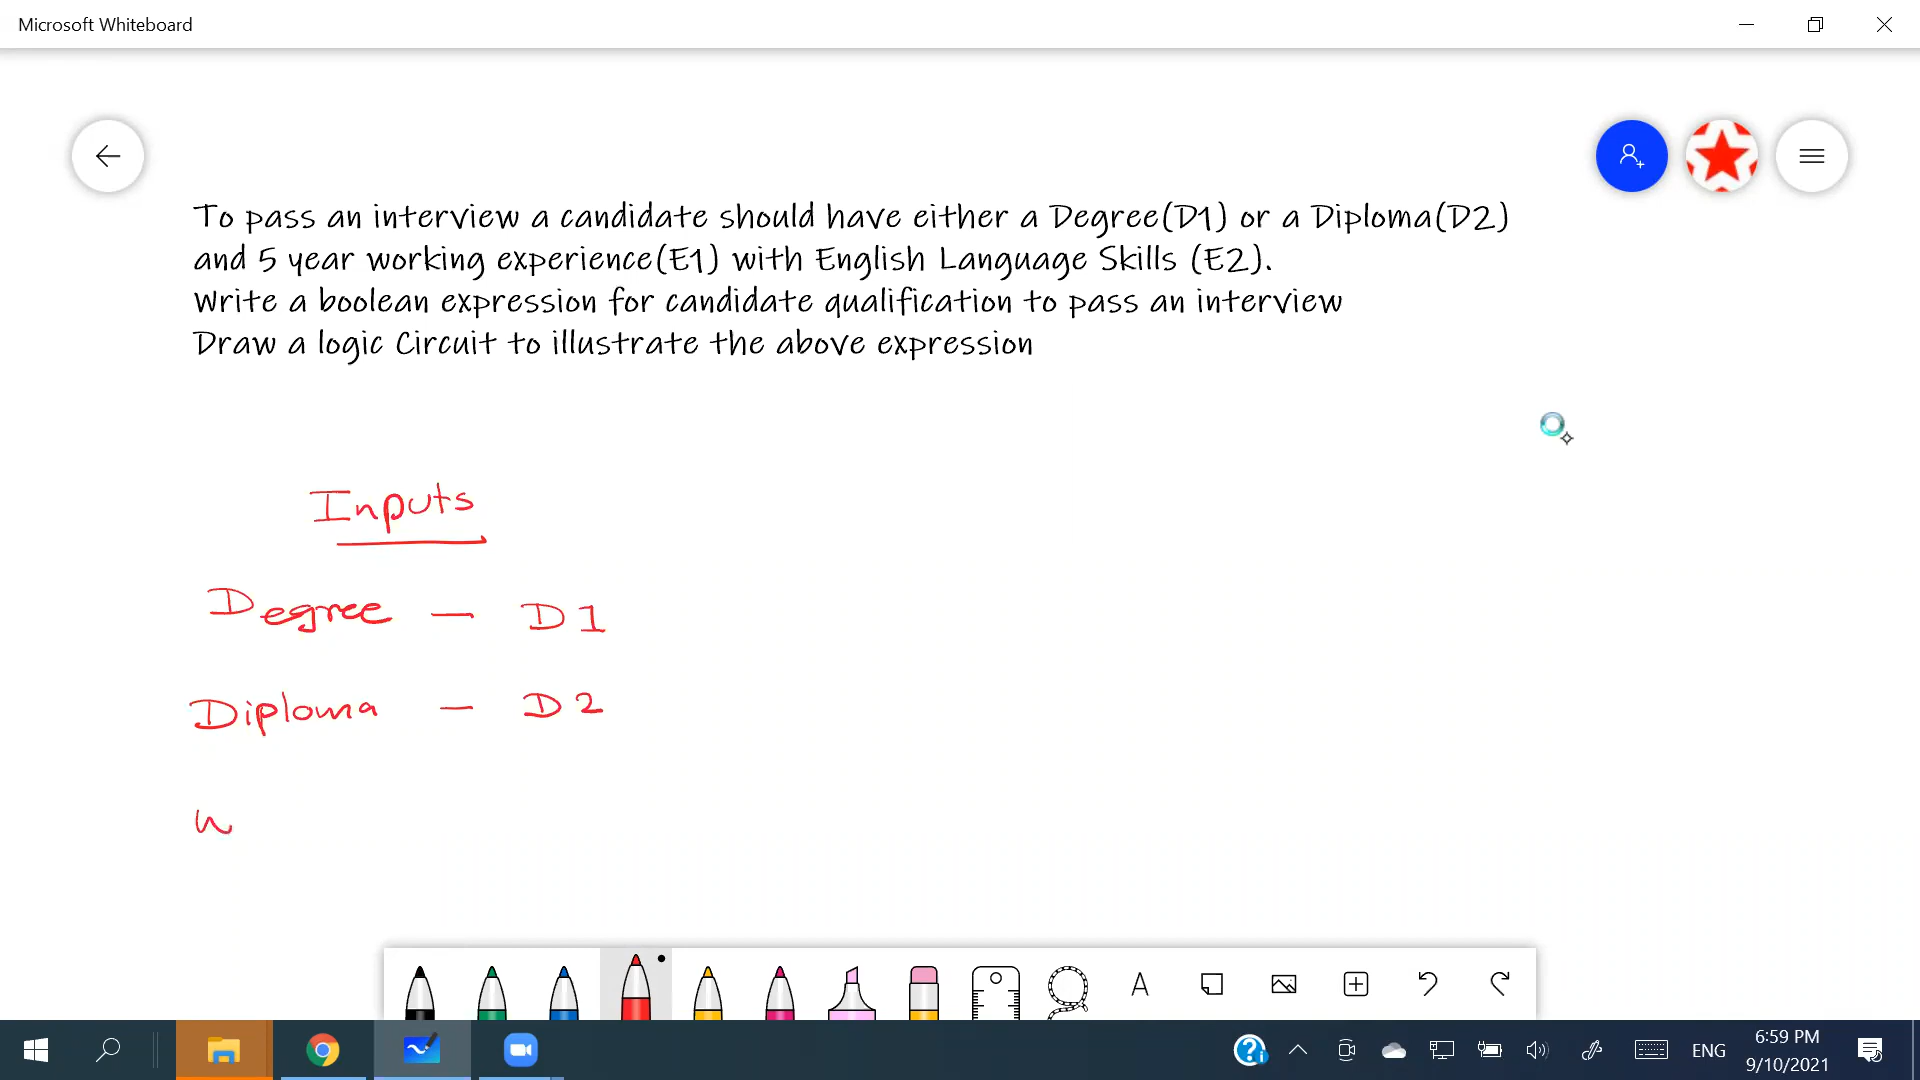 Microsoft Whiteboard
To pass an interview a candidate should have either a Degree(D1) or a Diploma(D2)
and 5 year working experience(E1) with English Language Skills (E2).
Write a boolean expression for candidate qualification to pass an interview
Draw a logic Circuit to illustrate the above expression
Inputs
Degree – D1
Diploma – D2
A
ENG
6:59 PM
9/10/2021